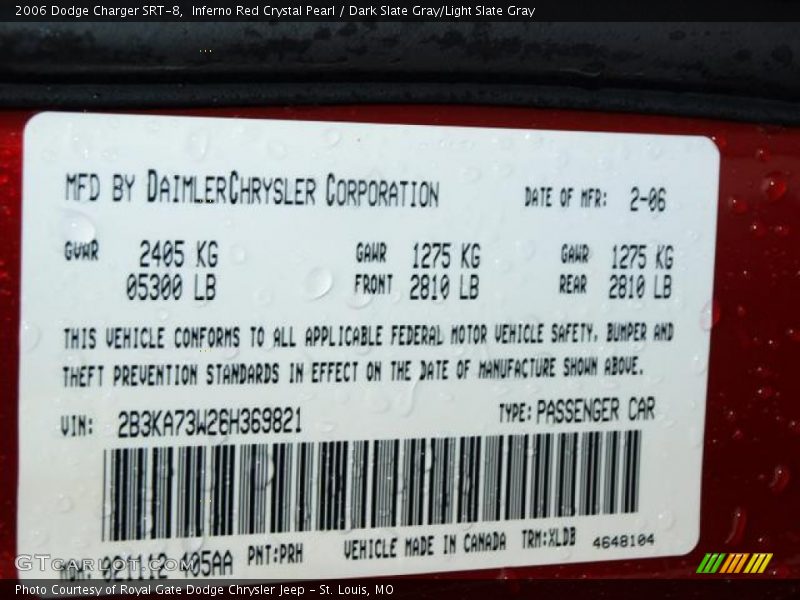 2006 Dodge Charger SRT-8, Inferno Red Crystal Pearl / Dark Slate Gray/Light Slate Gray
MFD BY DAIMLERCHRYSLER CORPORATION DATE OF MFR: 2-06
GVWR 2405 KG GAWR 1275 KG GAWR 1275 KG
05300 LB FRONT 2810 LB REAR 2810 LB
THIS VEHICLE CONFORMS TO ALL APPLICABLE FEDERAL MOTOR VEHICLE SAFETY, BUMPER AND
THEFT PREVENTION STANDARDS IN EFFECT ON THE DATE OF MANUFACTURE SHOWN ABOVE.
VIN: 2B3KA73W26H369821 TYPE: PASSENGER CAR
MDH: 021112 405AA PNT:PRH VEHICLE MADE IN CANADA TRM:XLDB 4648104
GTcarlot.com
Photo Courtesy of Royal Gate Dodge Chrysler Jeep - St. Louis, MO